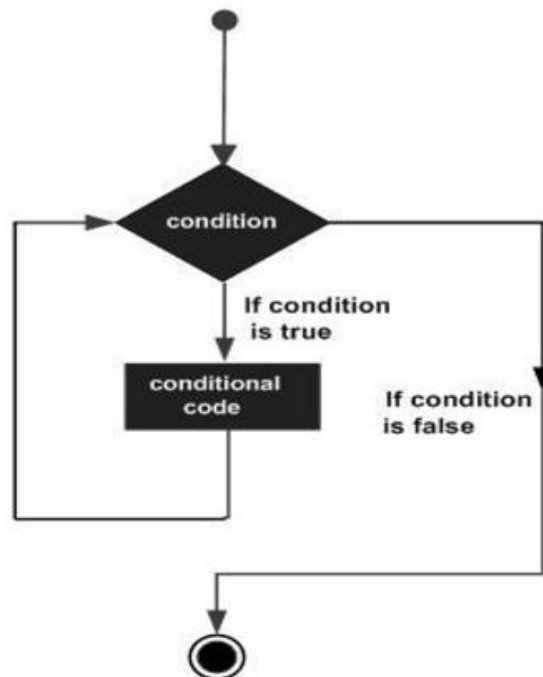 condition
If condition
is true
conditional
code
If condition
is false